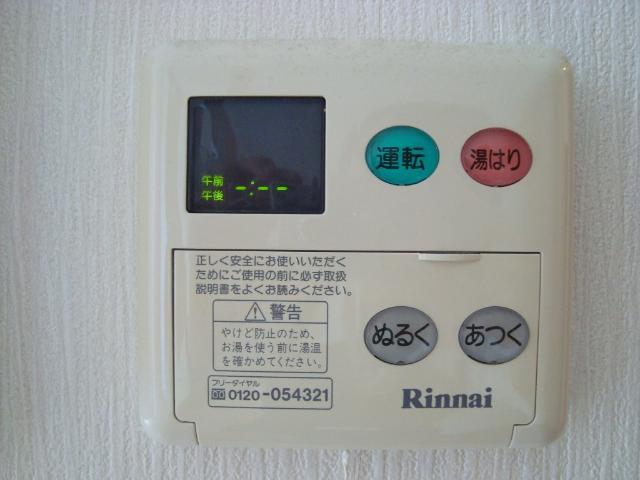 午前
午後
-:--
運転
湯はり
正しく安全にお使いいただく
ためにご使用の前に必ず取扱
説明書をよくお読みください。
警告
やけど防止のため、
お湯を使う前に湯温
を確かめてください。
フリーダイヤル
0120-054321
ぬるく
あつく
Rinnai